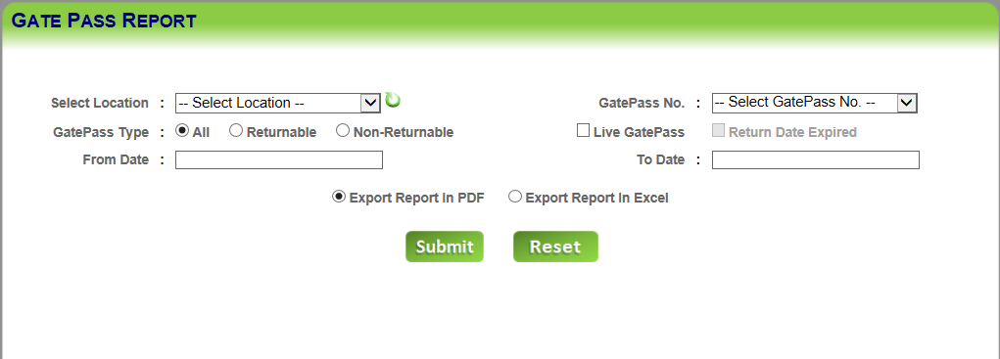 GATE PASS REPORT
Select Location : -- Select Location -- GatePass No. : -- Select GatePass No. --
GatePass Type : All Returnable Non-Returnable Live GatePass Return Date Expired
From Date : To Date :
Export Report In PDF Export Report In Excel
Submit Reset